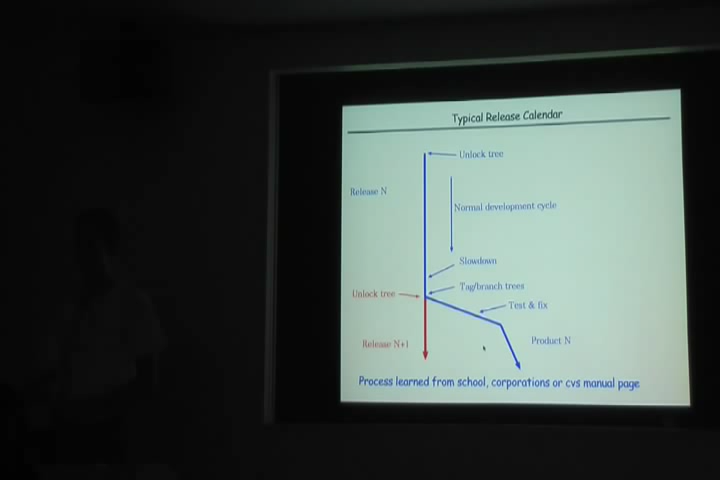 Typical Release Calendar
Unlock tree
Release N
Normal development cycle
Slowdown
Tag/branch trees
Unlock tree
Test & fix
Release N+1
Product N
Process learned from school, corporations or cvs manual page